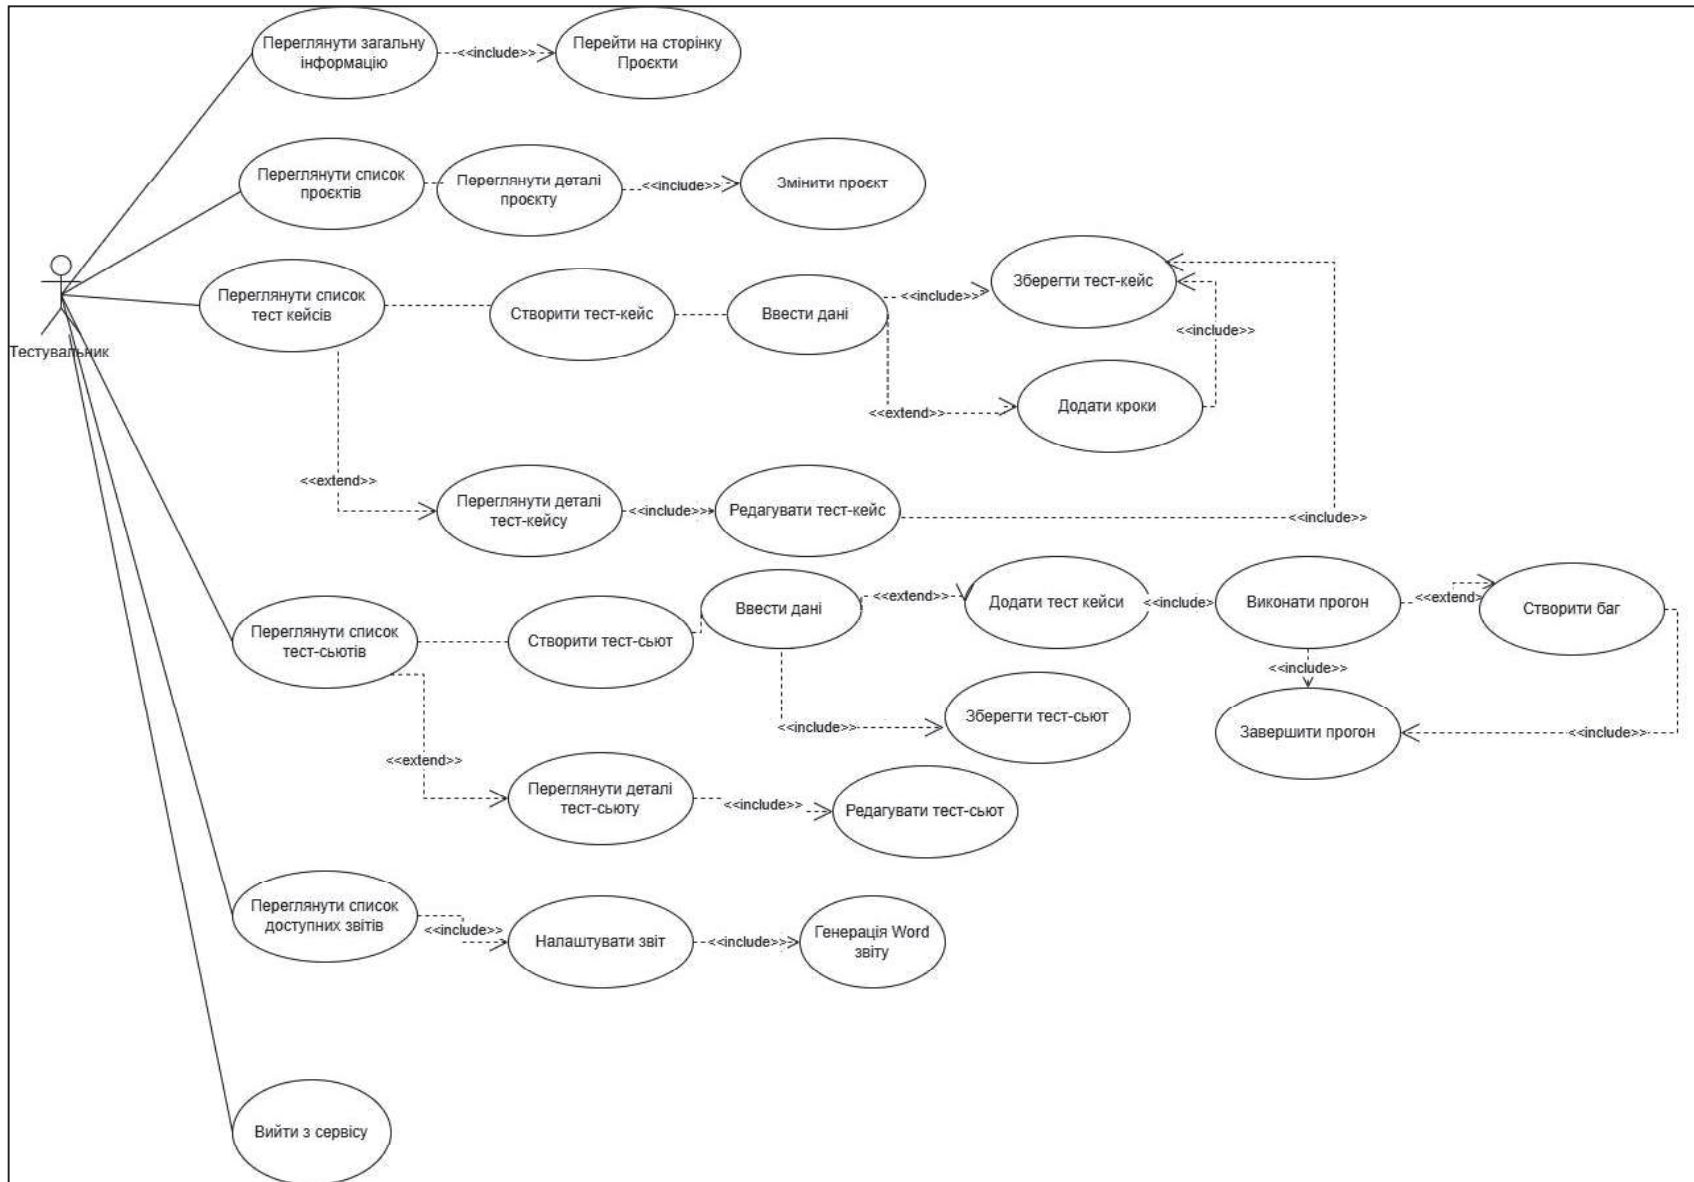 Переглянути загальну
інформацію
<<include>>
Перейти на сторінку
Проєкти
Переглянути список
проєктів
Переглянути деталі
проєкту
<<include>>
Змінити проєкт
Тестувальник
Переглянути список
тест кейсів
Створити тест-кейс
Ввести дані
<<include>>
Зберегти тест-кейс
<<include>>
<<extend>>
Додати кроки
<<extend>>
Переглянути деталі
тест-кейсу
<<include>>
Редагувати тест-кейс
<<include>>
Переглянути список
тест-сьютів
Створити тест-сьют
Ввести дані
<<extend>>
Додати тест кейси
<<include>
Виконати прогон
<<extend>
Створити баг
<<include>>
Завершити прогон
<<include>>
<<include>>
Зберегти тест-сьют
<<extend>>
Переглянути деталі
тест-сьюту
<<include>>
Редагувати тест-сьют
Переглянути список
доступних звітів
<<include>>
Налаштувати звіт
<<include>>
Генерація Word
звіту
Вийти з сервісу